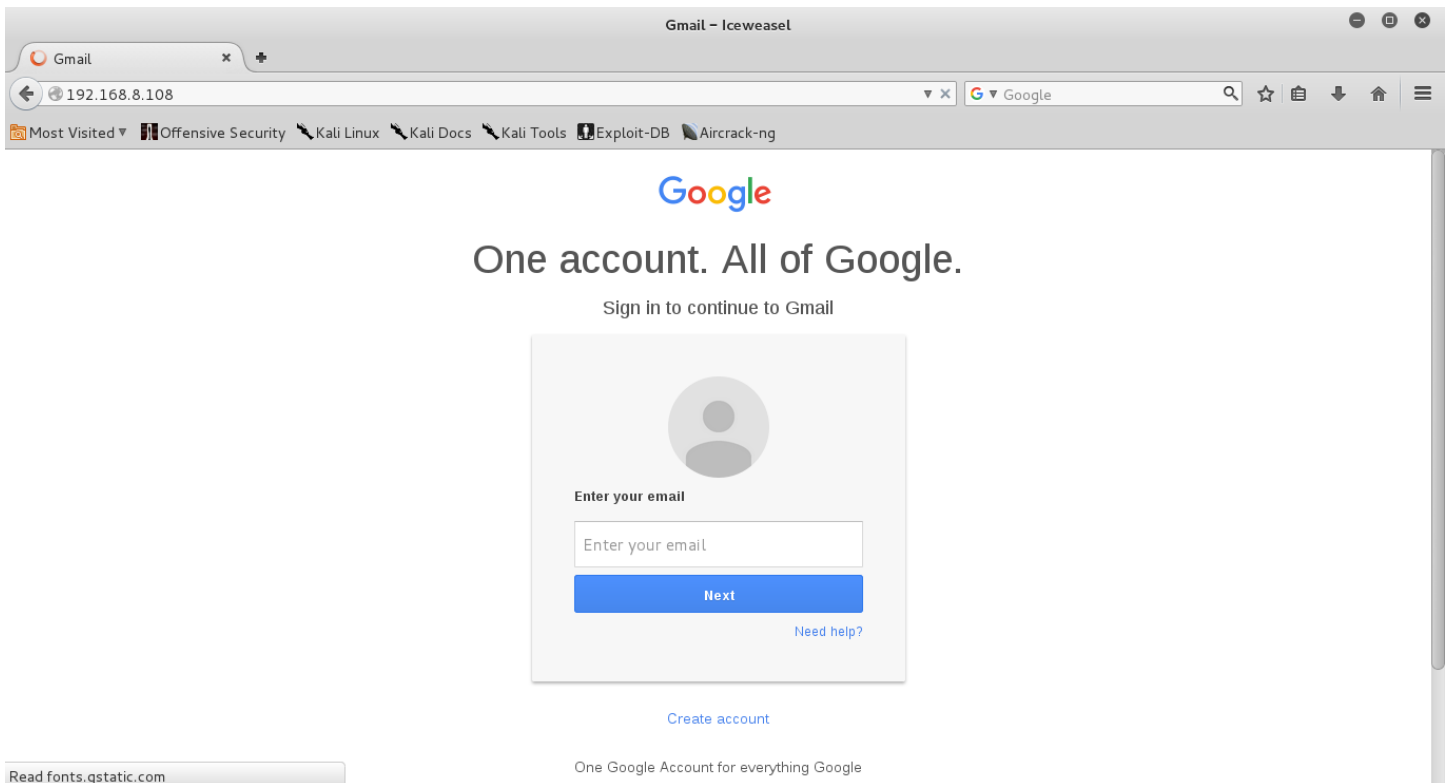 Gmail - Iceweasel
Gmail
192.168.8.108
Google
Most Visited Offensive Security Kali Linux Kali Docs Kali Tools Exploit-DB Aircrack-ng
Google
One account. All of Google.
Sign in to continue to Gmail
Enter your email
Enter your email
Next
Need help?
Create account
One Google Account for everything Google
Read fonts.gstatic.com